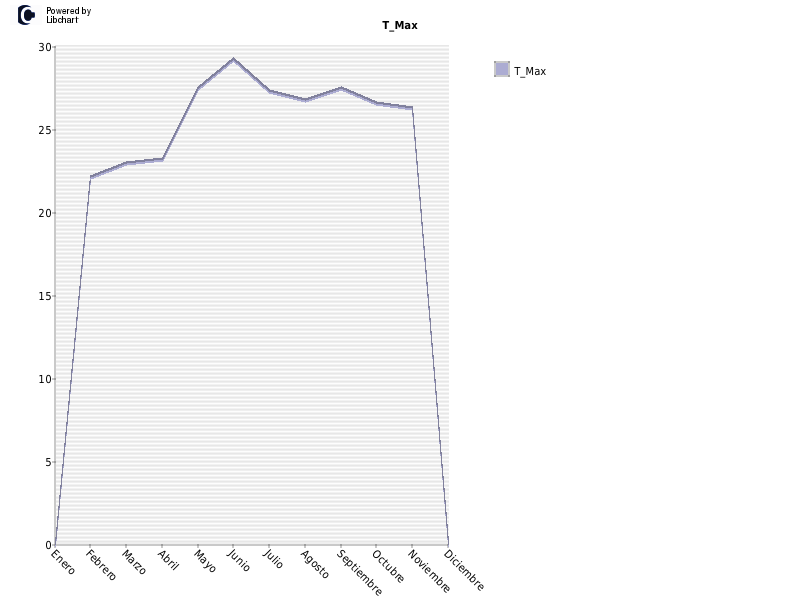 Powered by
Libchart
T_Max
T_Max
30
25
20
15
10
5
0
Enero
Febrero
Marzo
Abril
Mayo
Junio
Julio
Agosto
Septiembre
Octubre
Noviembre
Diciembre